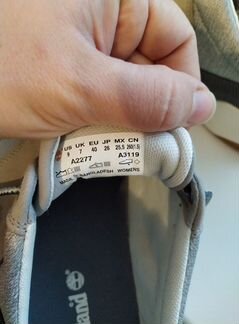 US UK EU JP MX CN
9 7 40 26 25,5 260(1.5)
A2277 A3119
MADE IN BANGLADESH WOMENS
land